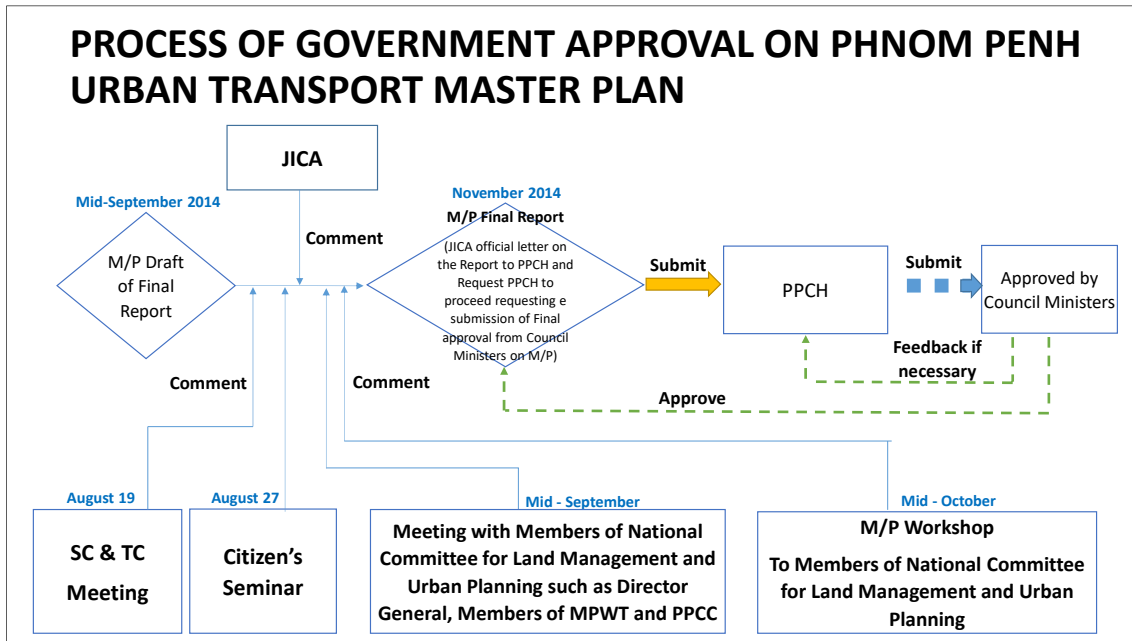 PROCESS OF GOVERNMENT APPROVAL ON PHNOM PENH
URBAN TRANSPORT MASTER PLAN
JICA
Mid-September 2014
M/P Draft
of Final
Report
Comment
November 2014
M/P Final Report
(JICA official letter on
the Report to PPCH and
Request PPCH to
proceed requesting e
submission of Final
approval from Council
Ministers on M/P)
Submit
PPCH
Submit
Approved by
Council Ministers
Feedback if
necessary
Approve
Comment
Comment
August 19
SC & TC
Meeting
August 27
Citizen's
Seminar
Mid - September
Meeting with Members of National
Committee for Land Management and
Urban Planning such as Director
General, Members of MPWT and PPCC
Mid - October
M/P Workshop
To Members of National Committee
for Land Management and Urban
Planning